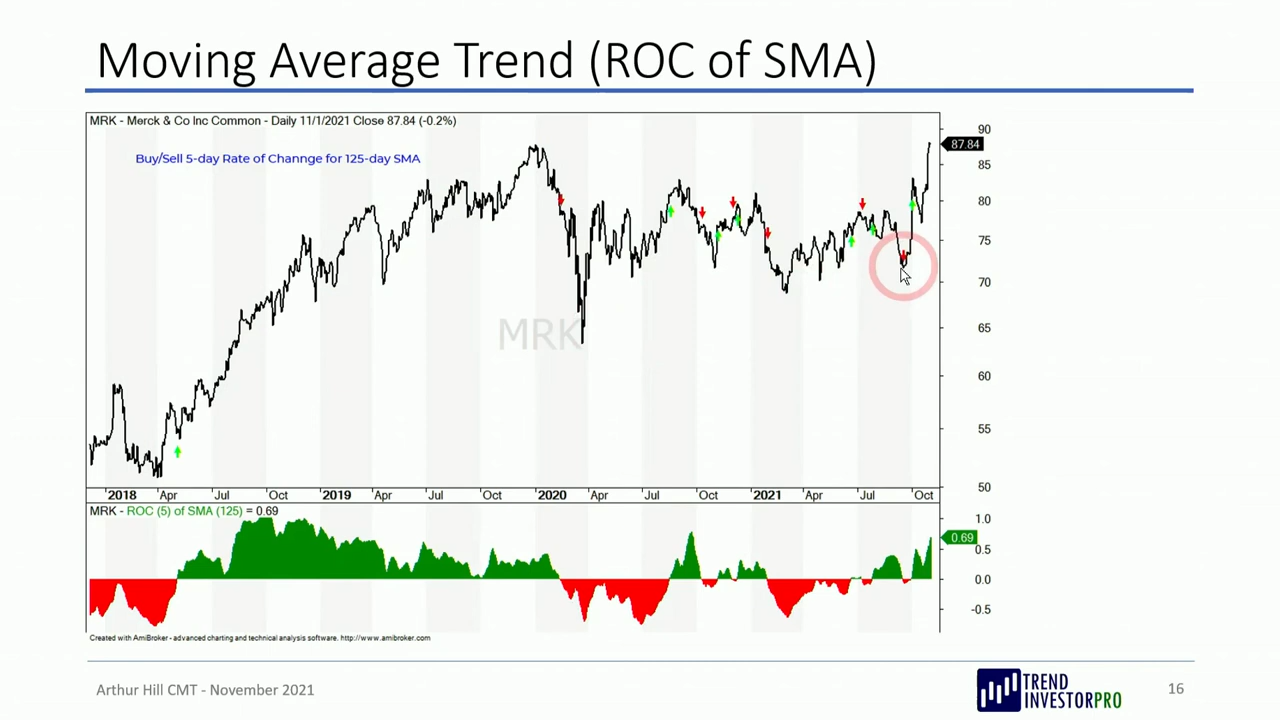 Moving Average Trend (ROC of SMA)
MRK - Merck & Co Inc Common - Daily 11/1/2021 Close 87.84 (-0.2%)
Buy/Sell 5-day Rate of Channge for 125-day SMA
90
87.84
85
80
75
70
65
60
55
50
MRK
2018 Apr Jul Oct 2019 Apr Jul Oct 2020 Apr Jul Oct 2021 Apr Jul Oct
MRK - ROC (5) of SMA (125) = 0.69
1.0
0.69
0.5
0.0
-0.5
Created with AmiBroker - advanced charting and technical analysis software. http://www.amibroker.com
Arthur Hill CMT - November 2021
TREND
INVESTORPRO
16